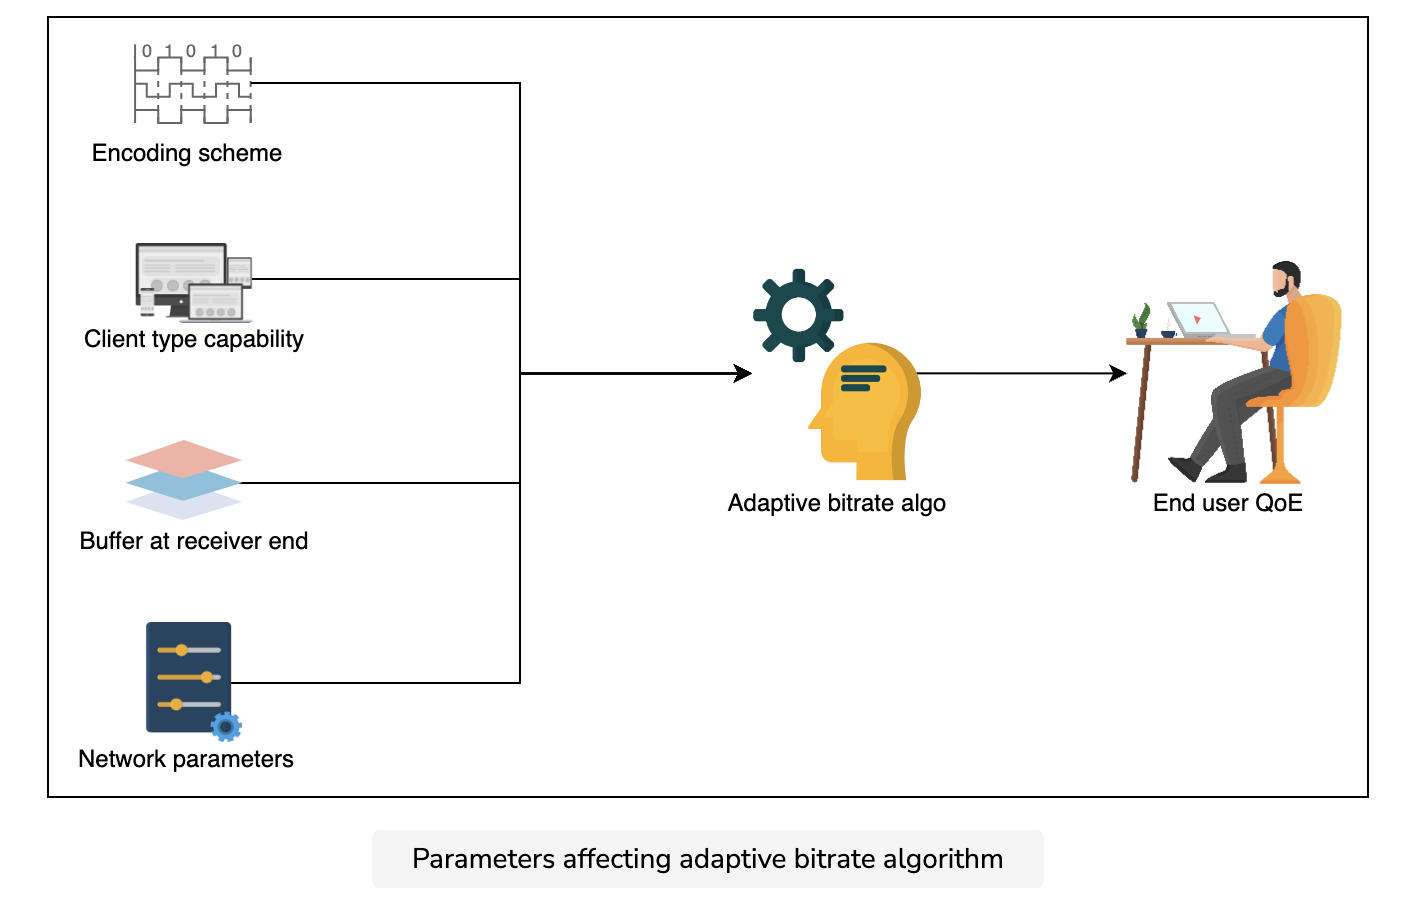 0 1 0 1 0
Encoding scheme
Client type capability
Buffer at receiver end
Network parameters
Adaptive bitrate algo
End user QoE
Parameters affecting adaptive bitrate algorithm